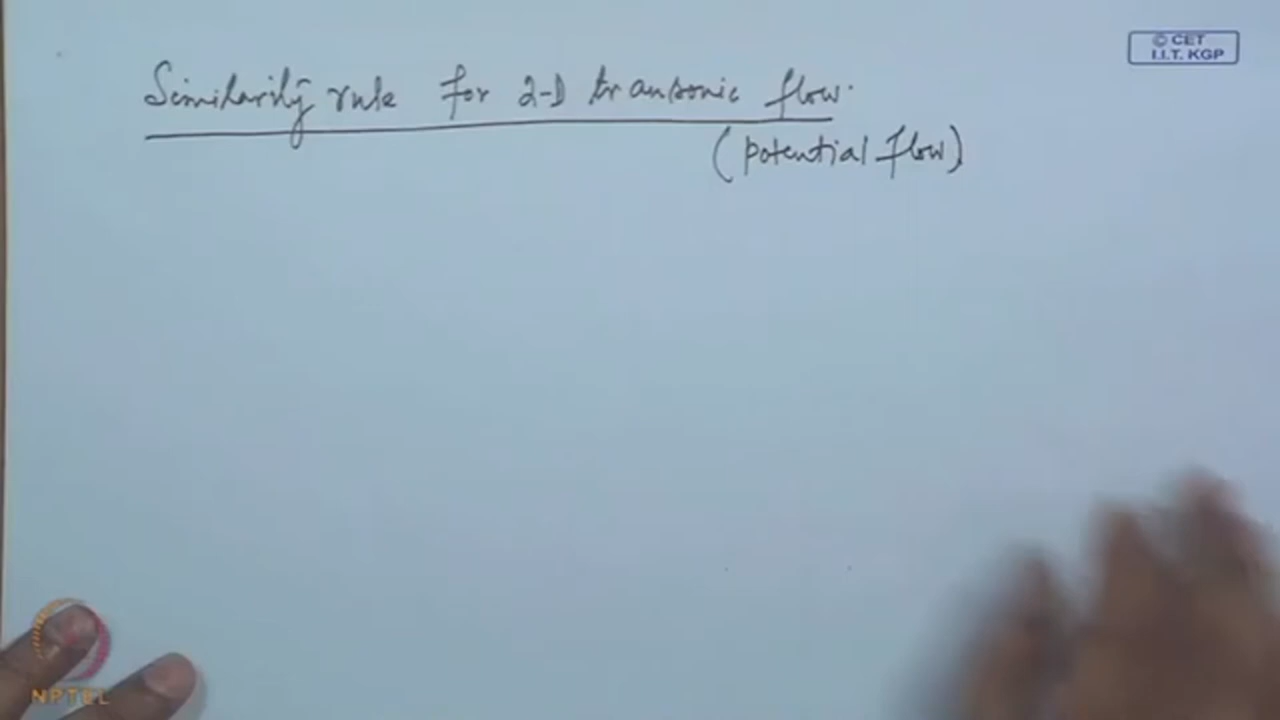 © CET
I.I.T. KGP
Similarity rule for 2-D transonic flow.
(potential flow)
NPTEL